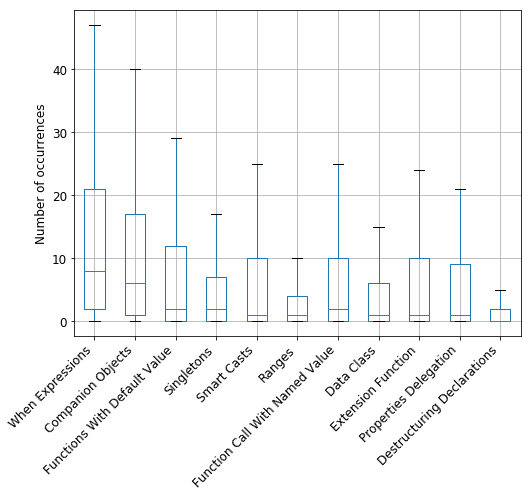 Number of occurrences
40
30
20
10
0
When Expressions
Companion Objects
Functions With Default Value
Singletons
Smart Casts
Ranges
Function Call With Named Value
Data Class
Extension Function
Properties Delegation
Destructuring Declarations